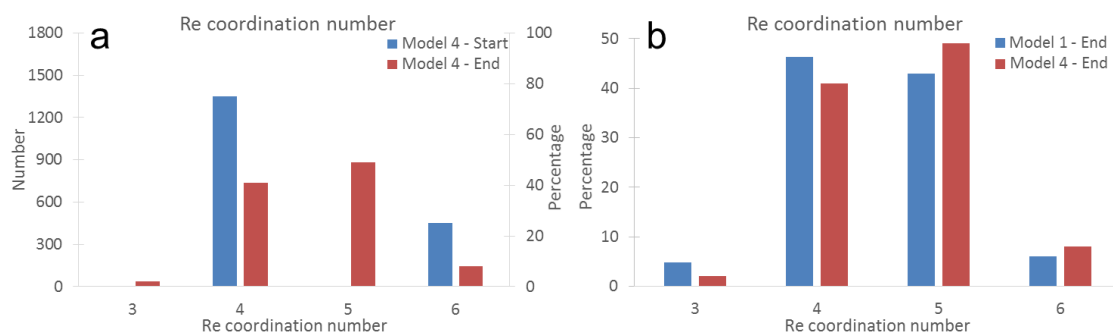 a
Re coordination number
Model 4 - Start
Model 4 - End
1800
1500
1200
900
600
300
0
Number
100
80
60
40
20
0
Percentage
3 4 5 6
Re coordination number
b
Re coordination number
Model 1 - End
Model 4 - End
50
40
30
20
10
0
Percentage
3 4 5 6
Re coordination number